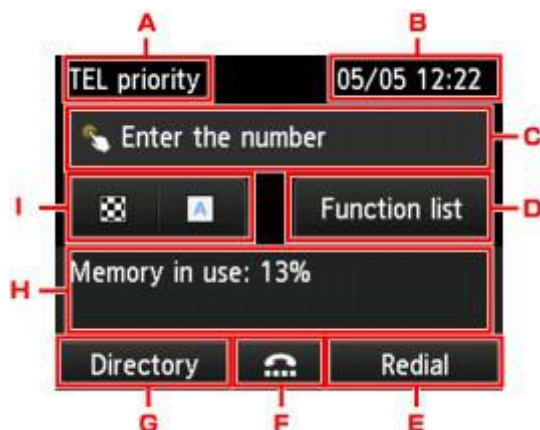 A B
TEL priority 05/05 12:22
Enter the number C
I A Function list D
H Memory in use: 13%
Directory Redial
G F E